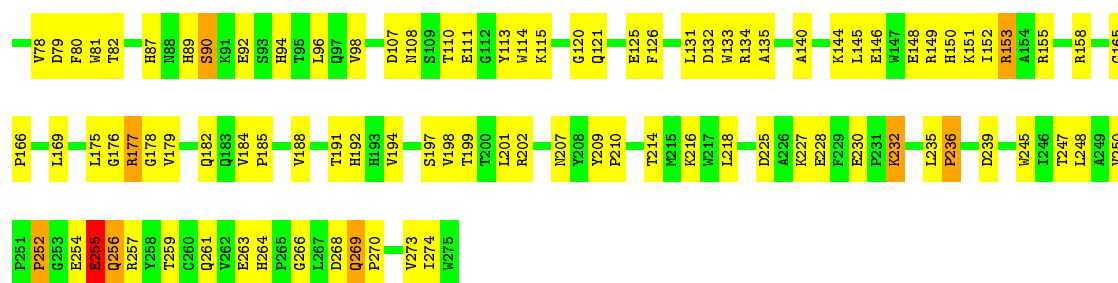 V78 D79 F80 W81 T82 H87 N88 H89 S90 K91 E92 S93 H94 T95 L96 Q97 V98 D107 N108 S109 T110 E111 G112 Y113 W114 K115 G120 Q121 E125 F126 L131 D132 W133 R134 A135 A140 K144 L145 E146 W147 E148 R149 H150 K151 I152 R153 A154 R155 R158 C165
P166 L169 L175 G176 R177 G178 V179 Q182 Q183 V184 P185 V188 T191 H192 H193 V194 S197 V198 T199 T200 L201 R202 N207 Y208 Y209 P210 T214 M215 K216 W217 L218 D225 A226 K227 E228 F229 E230 P231 K232 L235 P236 D239 W245 I246 T247 L248 A249
P251 P252 G253 E254 E255 Q256 R257 Y258 T259 C260 Q261 V262 E263 H264 P265 G266 L267 D268 Q269 P270 V273 I274 W275